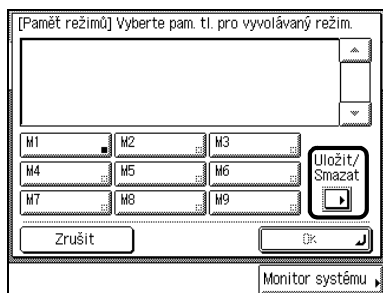 [Paměť režimů] Vyberte pam. tl. pro vyvolávaný režim.
M1 M2 M3
M4 M5 M6
M7 M8 M9
Uložit/
Smazat
Zrušit OK
Monitor systému